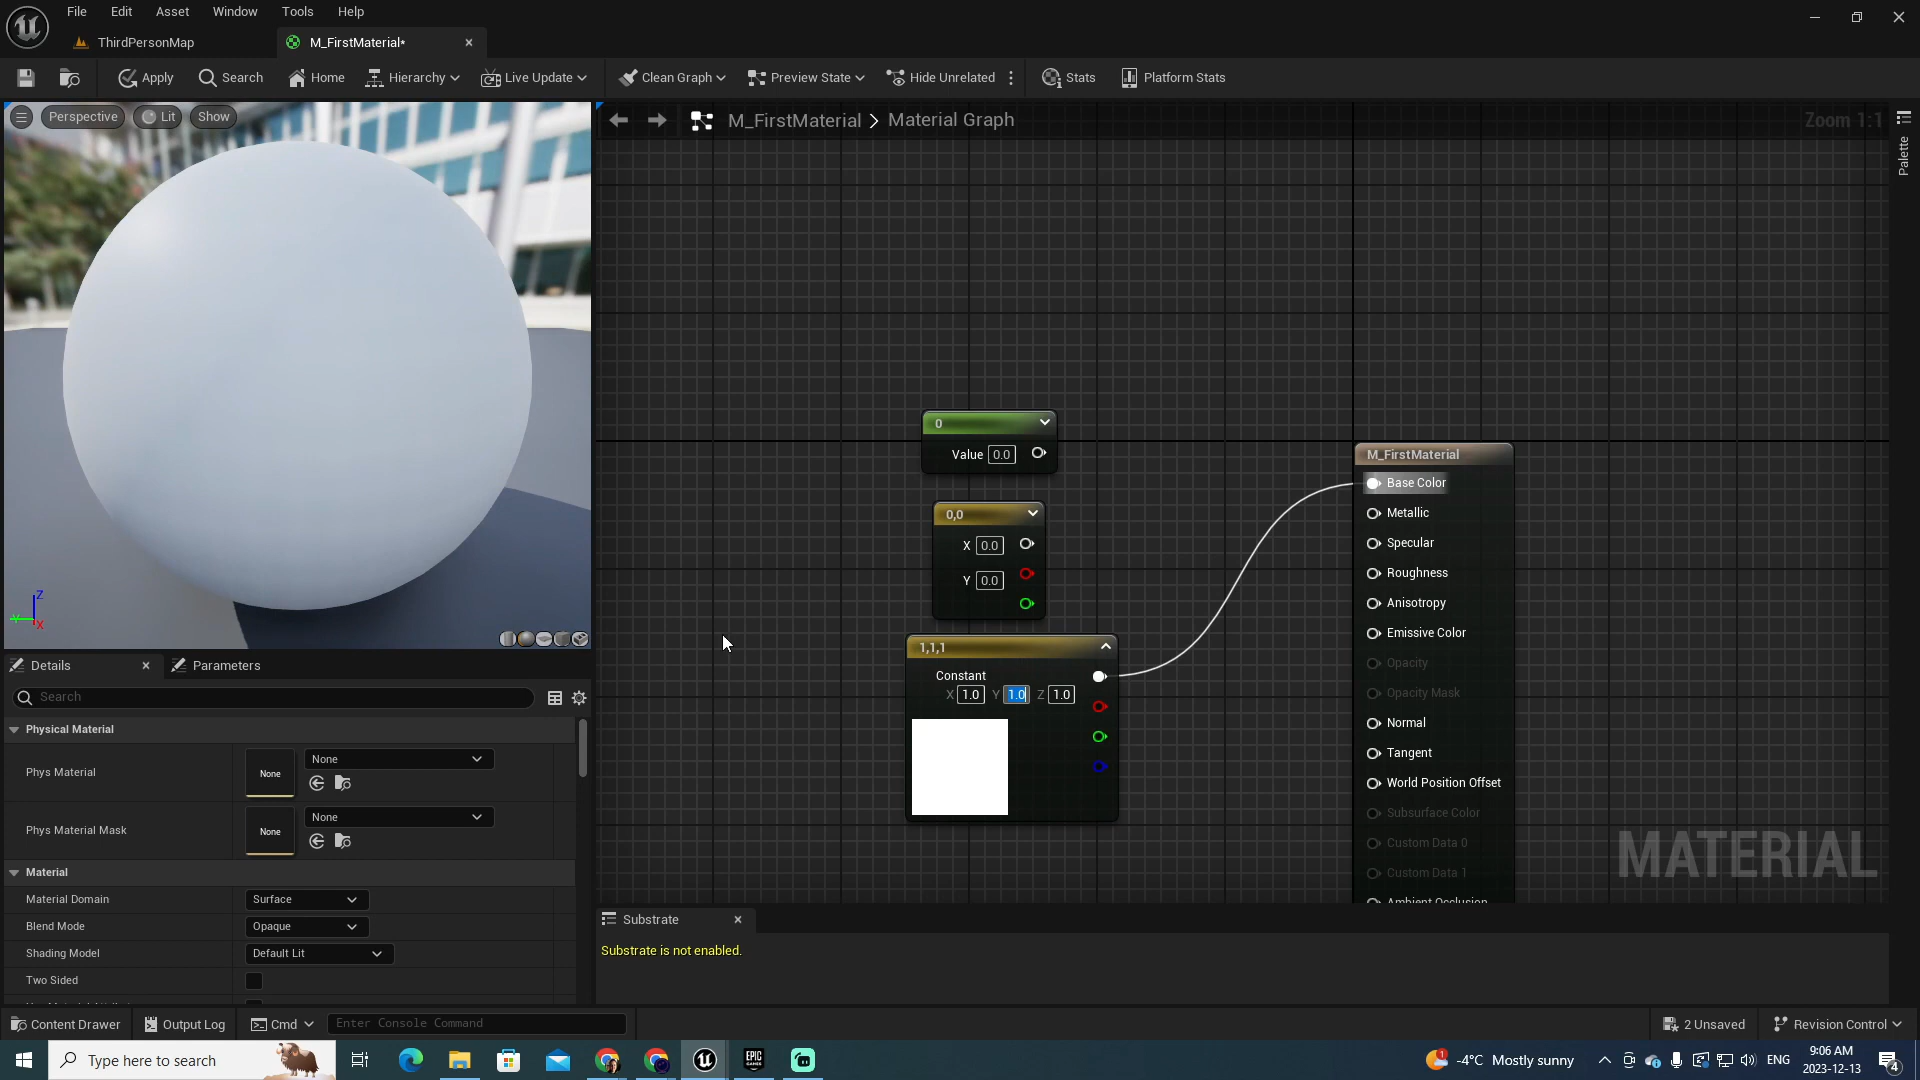 File Edit Asset Window Tools Help
ThirdPersonMap M_FirstMaterial*
Apply Search Home Hierarchy Live Update Clean Graph Preview State Hide Unrelated Stats Platform Stats
Perspective Lit Show
M_FirstMaterial > Material Graph Zoom 1:1
Palette
0
Value 0.0
0,0
X 0.0
Y 0.0
1,1,1
Constant
X 1.0 Y 1.0 Z 1.0
M_FirstMaterial
Base Color
Metallic
Specular
Roughness
Anisotropy
Emissive Color
Opacity
Opacity Mask
Normal
Tangent
World Position Offset
Subsurface Color
Custom Data 0
Custom Data 1
Ambient Occlusion
MATERIAL
Z
Y
X
Details Parameters
Search
Physical Material
Phys Material None None
Phys Material Mask None None
Material
Material Domain Surface
Blend Mode Opaque
Shading Model Default Lit
Two Sided
Substrate
Substrate is not enabled.
Content Drawer Output Log Cmd Enter Console Command 2 Unsaved Revision Control
Type here to search EPIC GAMES 1 -4°C Mostly sunny ENG 9:06 AM
2023-12-13 4